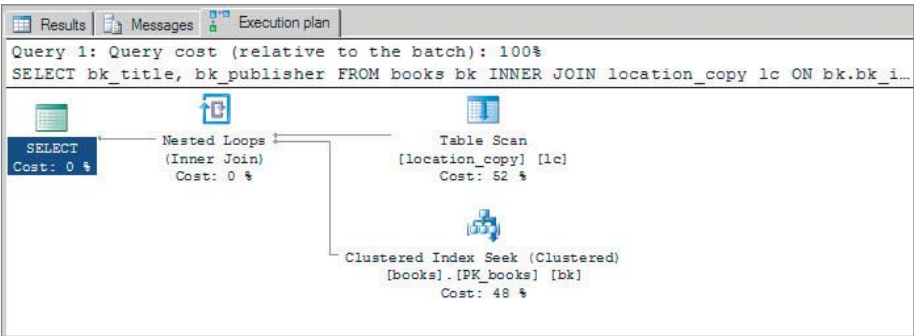 Results Messages Execution plan
Query 1: Query cost (relative to the batch): 100%
SELECT bk_title, bk_publisher FROM books bk INNER JOIN location_copy lc ON bk.bk_i…
SELECT
Cost: 0 %
Nested Loops
(Inner Join)
Cost: 0 %
Table Scan
[location_copy] [lc]
Cost: 52 %
Clustered Index Seek (Clustered)
[books].[PK_books] [bk]
Cost: 48 %